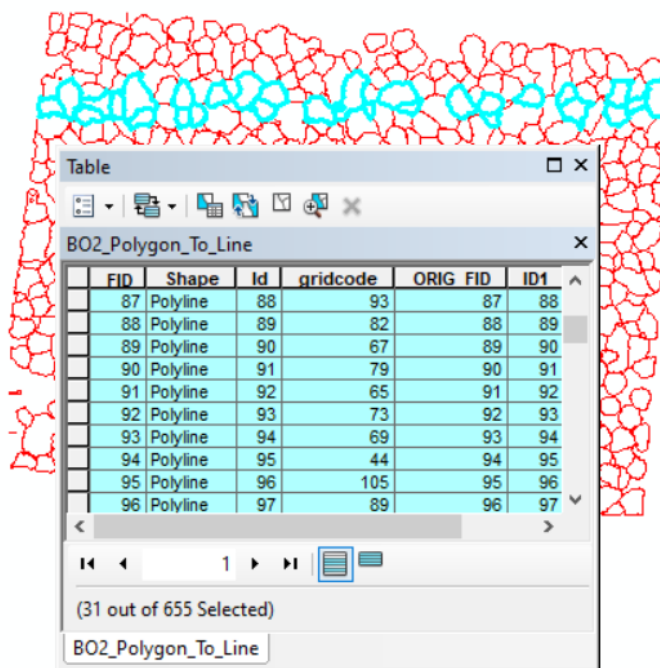 Table
BO2_Polygon_To_Line
FID Shape Id gridcode ORIG_FID ID1
87 Polyline 88 93 87 88
88 Polyline 89 82 88 89
89 Polyline 90 67 89 90
90 Polyline 91 79 90 91
91 Polyline 92 65 91 92
92 Polyline 93 73 92 93
93 Polyline 94 69 93 94
94 Polyline 95 44 94 95
95 Polyline 96 105 95 96
96 Polyline 97 89 96 97
1
(31 out of 655 Selected)
BO2_Polygon_To_Line